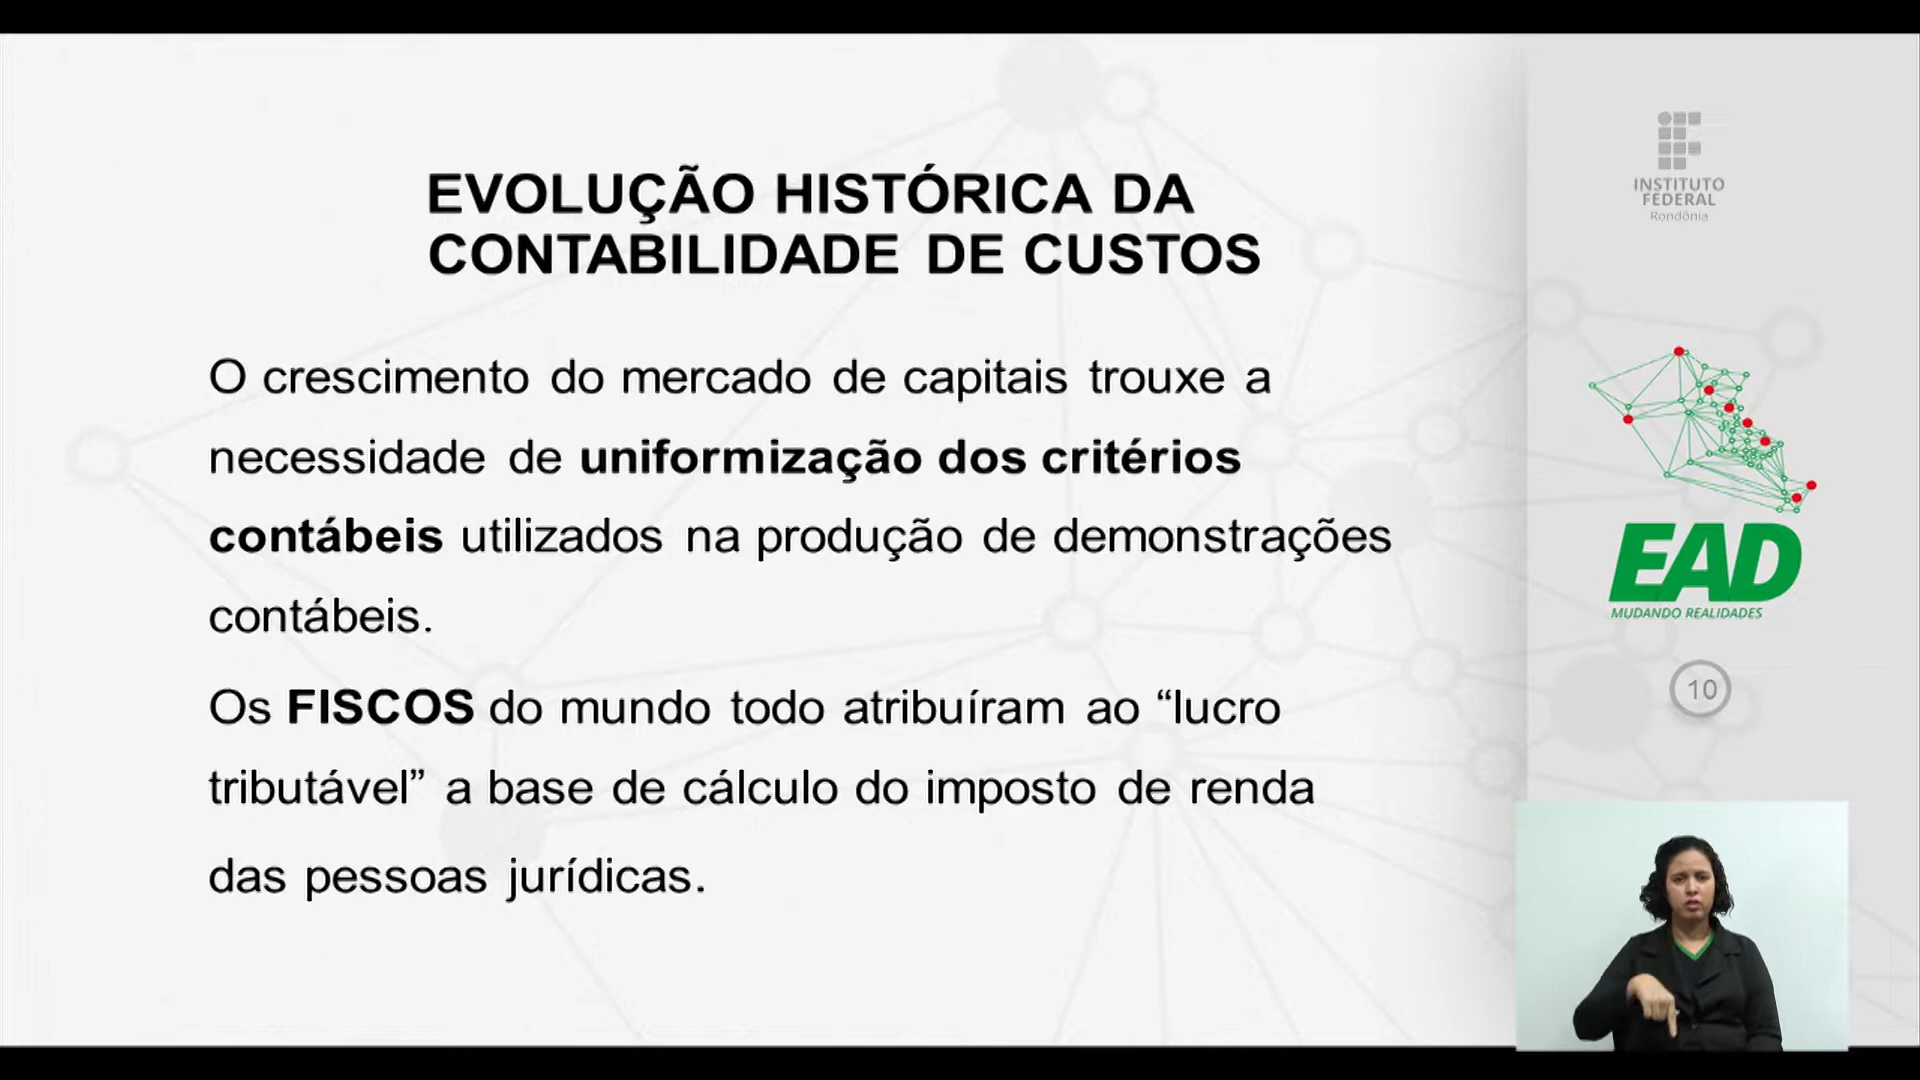 EVOLUÇÃO HISTÓRICA DA
CONTABILIDADE DE CUSTOS
O crescimento do mercado de capitais trouxe a
necessidade de uniformização dos critérios
contábeis utilizados na produção de demonstrações
contábeis.
Os FISCOS do mundo todo atribuíram ao “lucro
tributável” a base de cálculo do imposto de renda
das pessoas jurídicas.
INSTITUTO
FEDERAL
Rondônia
EAD
MUDANDO REALIDADES
10